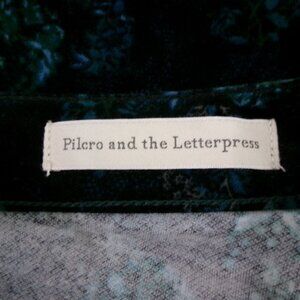 Pilcro and the Letterpress